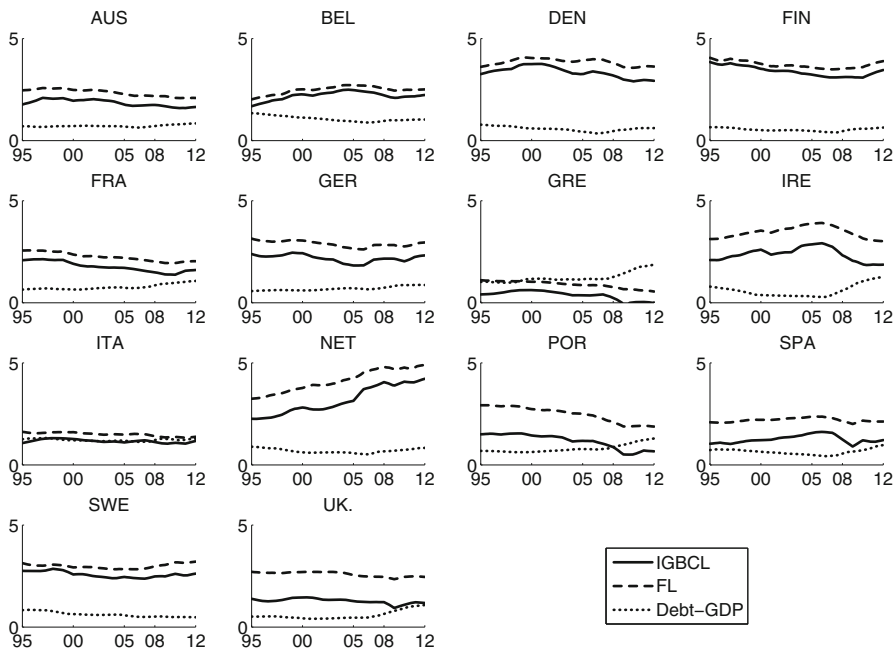 AUS BEL DEN FIN
5 5 5 5
0 0 0 0
95 00 05 08 12 95 00 05 08 12 95 00 05 08 12 95 00 05 08 12
FRA GER GRE IRE
5 5 5 5
0 0 0 0
95 00 05 08 12 95 00 05 08 12 95 00 05 08 12 95 00 05 08 12
ITA NET POR SPA
5 5 5 5
0 0 0 0
95 00 05 08 12 95 00 05 08 12 95 00 05 08 12 95 00 05 08 12
SWE UK.
5 5
0 0
95 00 05 08 12 95 00 05 08 12
IGBCL
FL
Debt−GDP